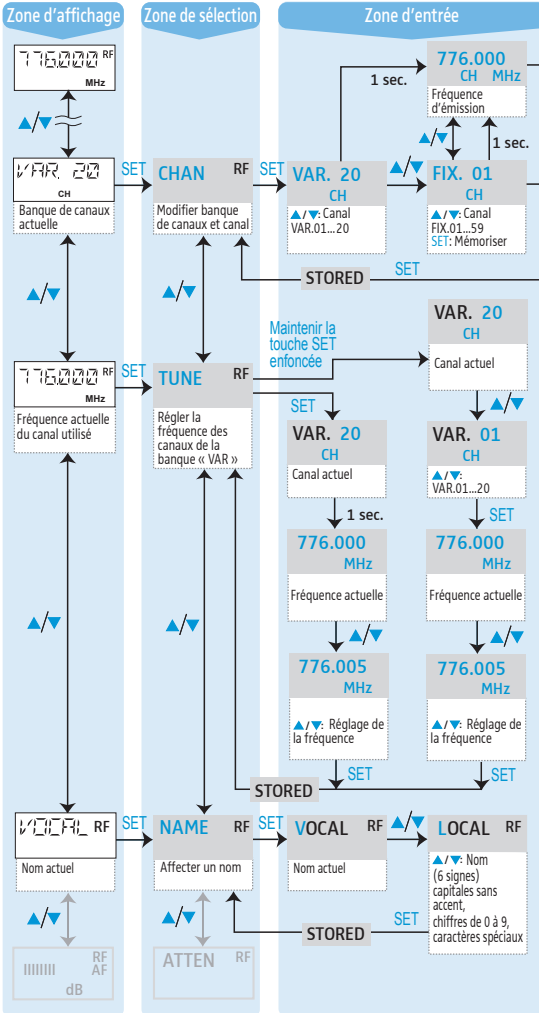 Zone d'affichage
Zone de sélection
Zone d'entrée
776.000 RF
MHz
▲/▼
VAR. 20
CH
Banque de canaux
actuelle
SET
CHAN RF
Modifier banque
de canaux et canal
SET
VAR. 20
CH
▲/▼: Canal
VAR.01...20
1 sec.
▲/▼
776.000
CH MHz
Fréquence
d'émission
▲/▼
1 sec.
FIX. 01
CH
▲/▼: Canal
FIX.01...59
SET: Mémoriser
STORED
SET
▲/▼
▲/▼
776.000 RF
MHz
Fréquence actuelle
du canal utilisé
SET
TUNE RF
Régler la
fréquence des
canaux de la
banque « VAR »
Maintenir la
touche SET
enfoncée
SET
VAR. 20
CH
Canal actuel
1 sec.
776.000
MHz
Fréquence actuelle
▲/▼
776.005
MHz
▲/▼: Réglage de
la fréquence
SET
VAR. 20
CH
Canal actuel
▲/▼
VAR. 01
CH
▲/▼:
VAR.01...20
SET
776.000
MHz
Fréquence actuelle
▲/▼
776.005
MHz
▲/▼: Réglage de
la fréquence
SET
STORED
▲/▼
▲/▼
VOCAL RF
Nom actuel
SET
NAME RF
Affecter un nom
SET
VOCAL RF
Nom actuel
▲/▼
LOCAL RF
▲/▼: Nom
(6 signes)
capitales sans
accent,
chiffres de 0 à 9,
caractères spéciaux
STORED
SET
▲/▼
▲/▼
IIIIIIII RF
AF
dB
ATTEN RF